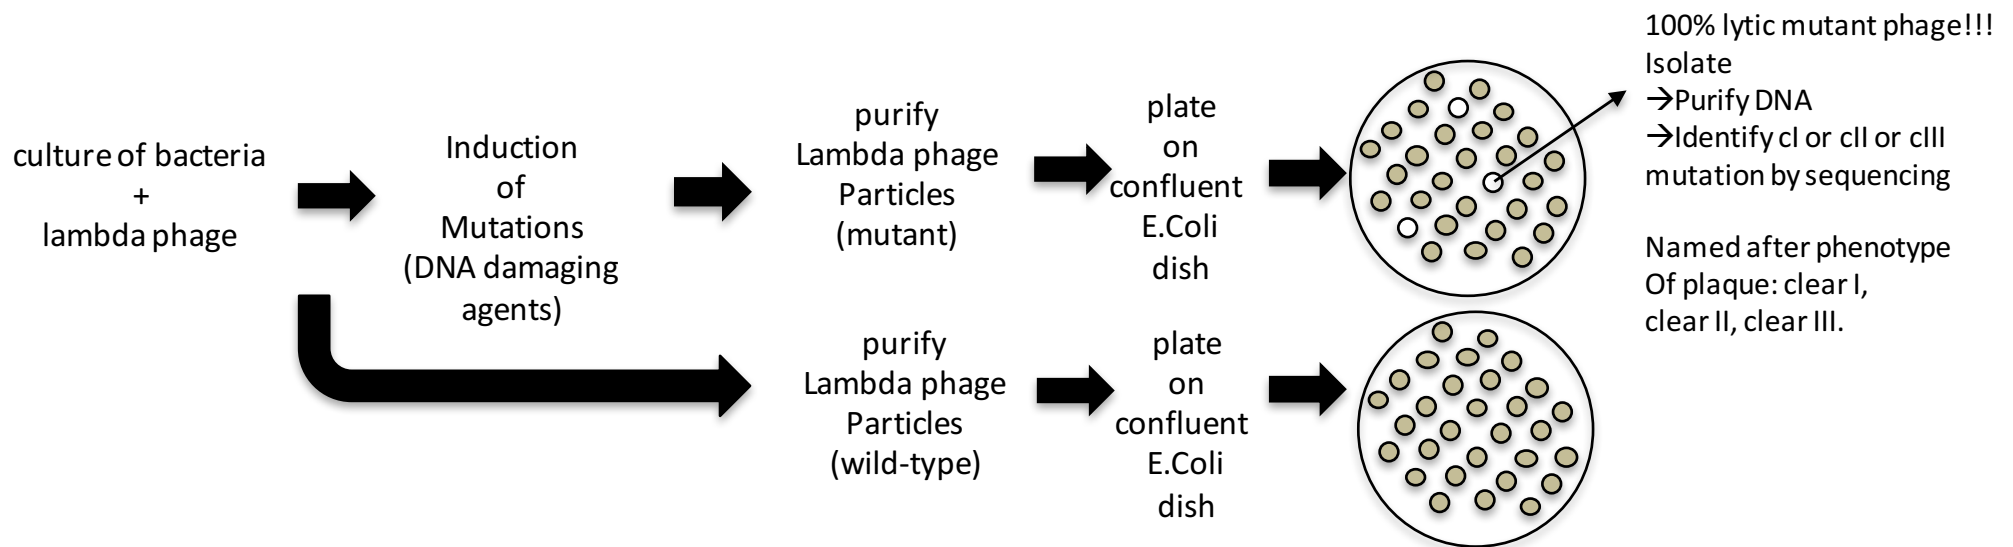 culture of bacteria
+
lambda phage
Induction
of
Mutations
(DNA damaging
agents)
purify
Lambda phage
Particles
(mutant)
plate
on
confluent
E.Coli
dish
100% lytic mutant phage!!!
Isolate
→Purify DNA
→Identify cI or cII or cIII
mutation by sequencing
Named after phenotype
Of plaque: clear I,
clear II, clear III.
purify
Lambda phage
Particles
(wild-type)
plate
on
confluent
E.Coli
dish